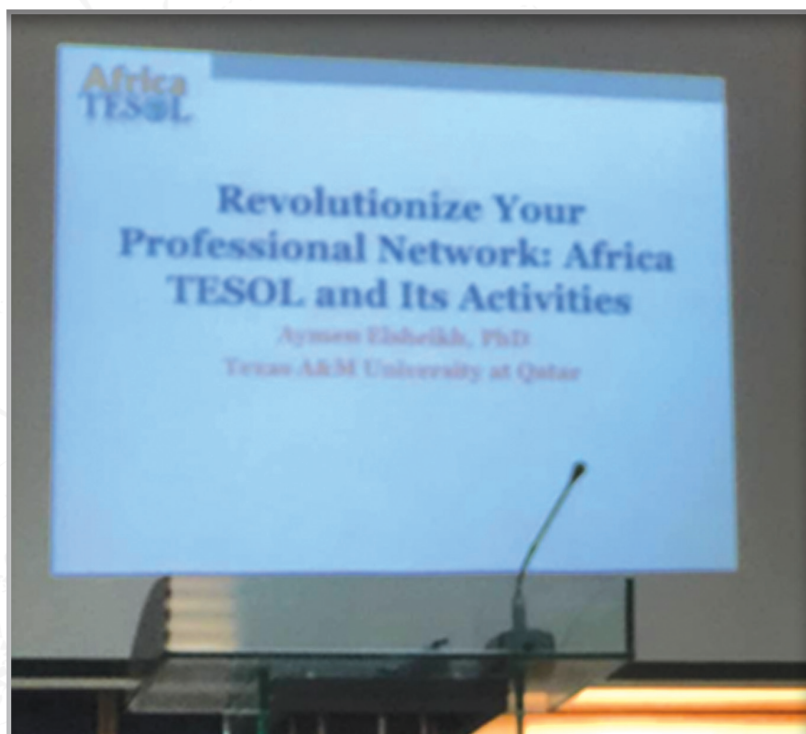 Africa
TESOL
Revolutionize Your
Professional Network: Africa
TESOL and Its Activities
Aymen Elsheikh, PhD
Texas A&M University at Qatar